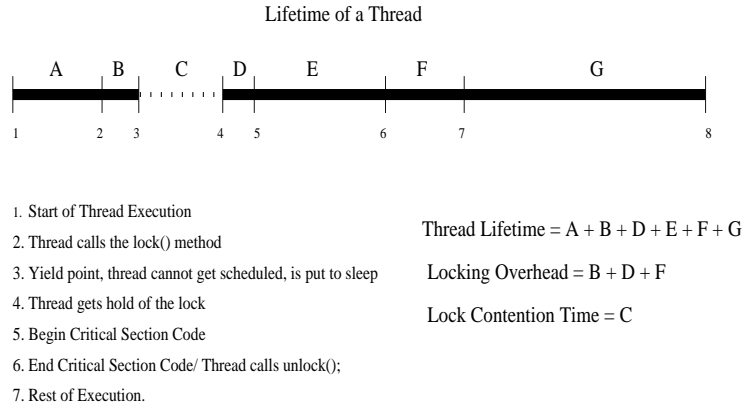 Lifetime of a Thread
A B C D E F G
1 2 3 4 5 6 7 8
1. Start of Thread Execution
2. Thread calls the lock() method
3. Yield point, thread cannot get scheduled, is put to sleep
4. Thread gets hold of the lock
5. Begin Critical Section Code
6. End Critical Section Code/ Thread calls unlock();
7. Rest of Execution.
Thread Lifetime = A + B + D + E + F + G
Locking Overhead = B + D + F
Lock Contention Time = C